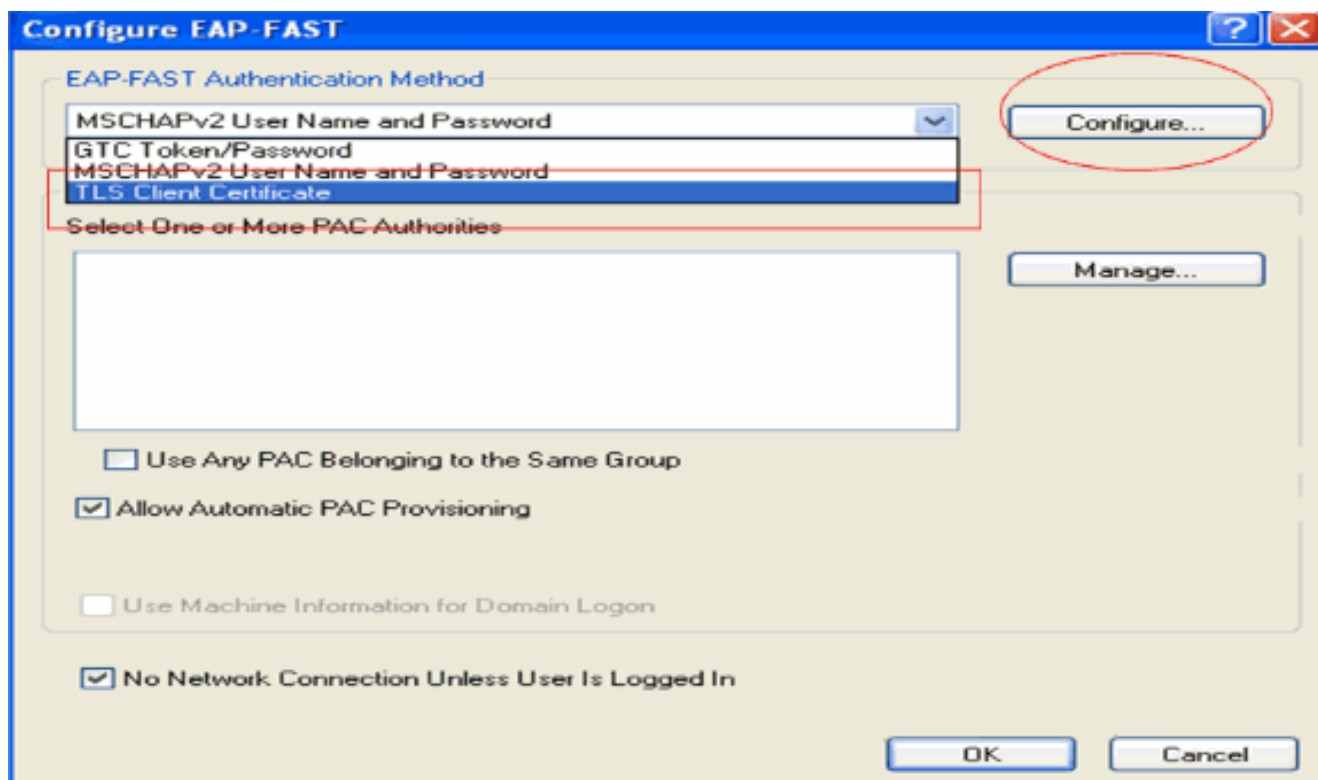 Configure EAP-FAST
EAP-FAST Authentication Method
MSCHAPv2 User Name and Password
Configure...
GTC Token/Password
MSCHAPv2 User Name and Password
TLS Client Certificate
Select One or More PAC Authorities
Manage...
Use Any PAC Belonging to the Same Group
Allow Automatic PAC Provisioning
Use Machine Information for Domain Logon
No Network Connection Unless User Is Logged In
OK
Cancel